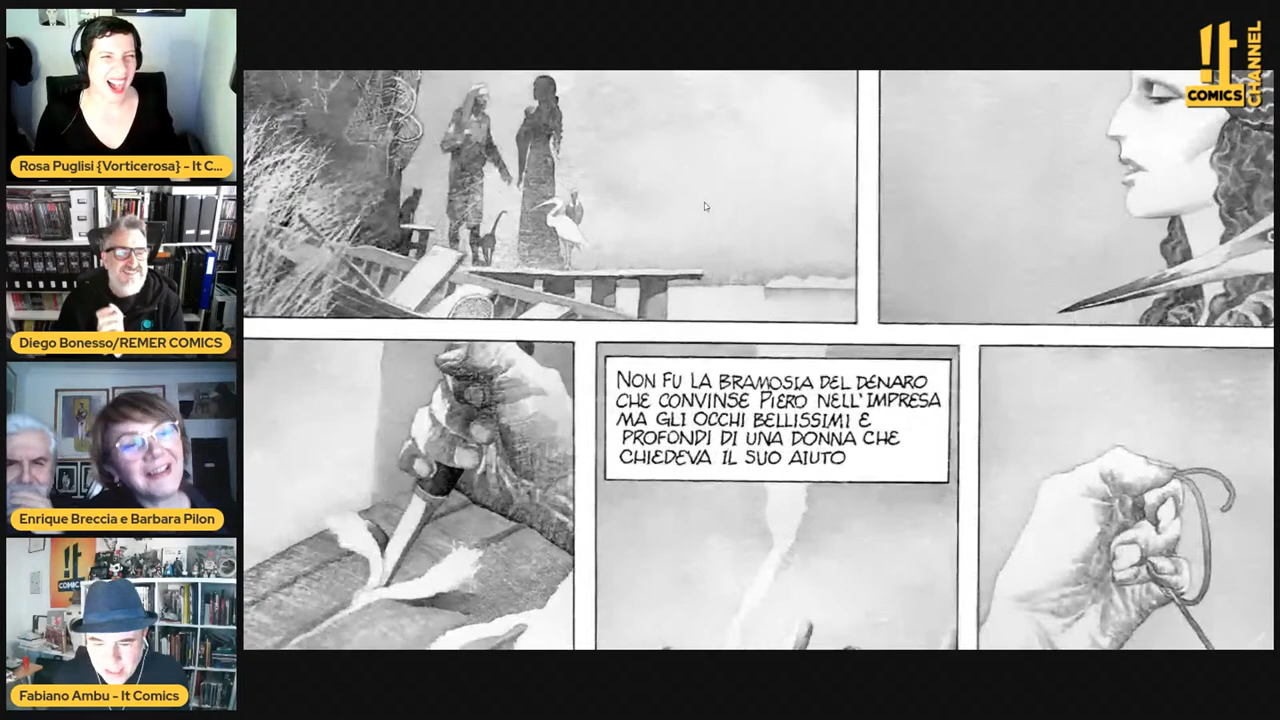 Rosa Puglisi {Vorticerosa} - It C...
Diego Bonesso/REMER COMICS
Enrique Breccia e Barbara Pilon
Fabiano Ambu - It Comics
!t
COMICS
CHANNEL
NON FU LA BRAMOSIA DEL DENARO
CHE CONVINSE PIERO NELL'IMPRESA
MA GLI OCCHI BELLISSIMI E
PROFONDI DI UNA DONNA CHE
CHIEDEVA IL SUO AIUTO
!t
COMICS